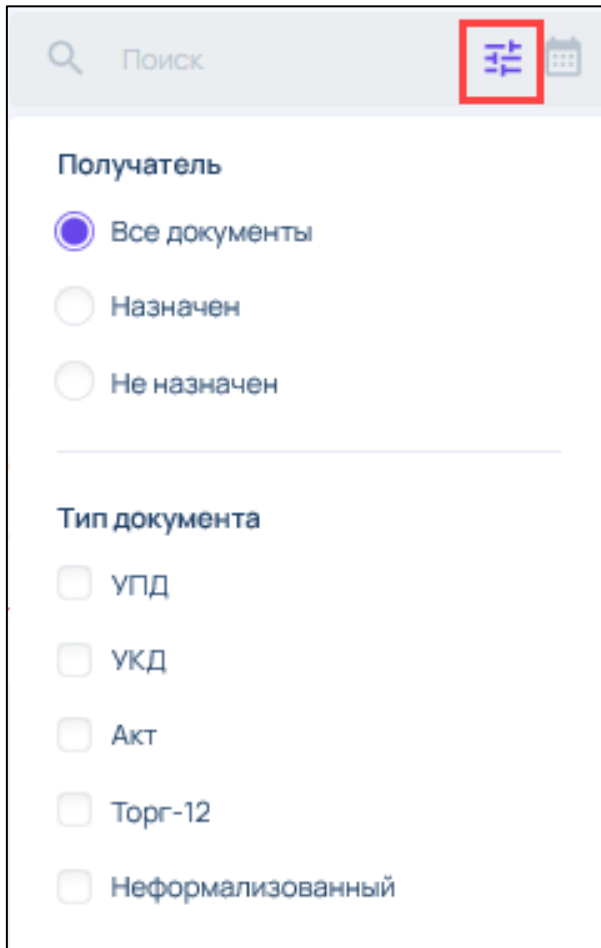 Поиск
Получатель
Все документы
Назначен
Не назначен
Тип документа
УПД
УКД
Акт
Торг-12
Неформализованный